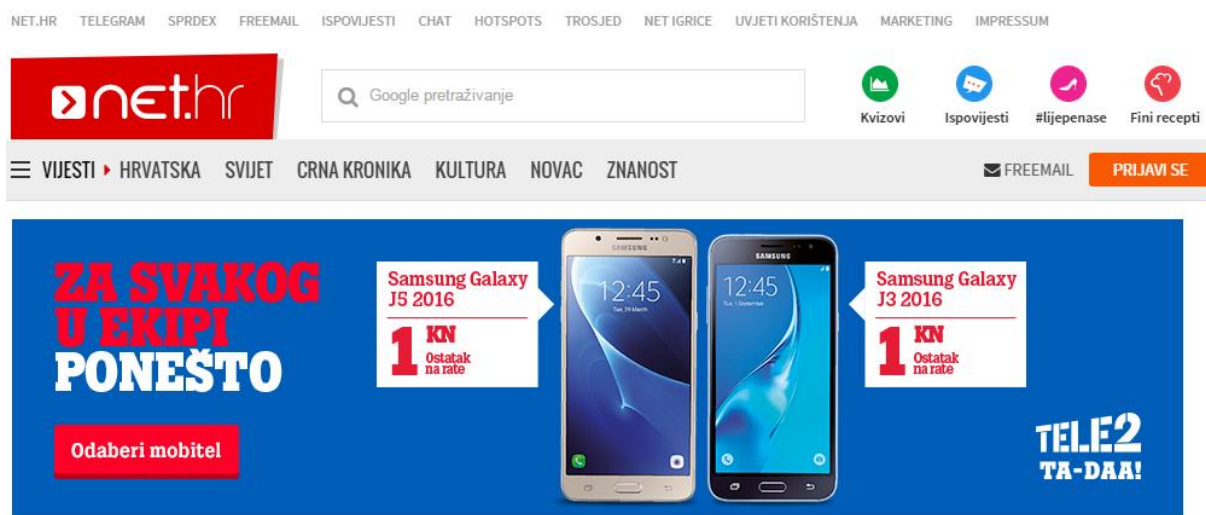 NET.HR TELEGRAM SPRDEX FREEMAIL ISPOVIJESTI CHAT HOTSPOTS TROSJED NET IGRICE UVJETI KORIŠTENJA MARKETING IMPRESSUM
net.hr
Google pretraživanje
Kvizovi Ispovijesti #lijepenase Fini recepti
VIJESTI HRVATSKA SVIJET CRNA KRONIKA KULTURA NOVAC ZNANOST FREEMAIL PRIJAVI SE
ZA SVAKOG
U EKIPI
PONEŠTO
Odaberi mobitel
Samsung Galaxy
J5 2016
1 KN
Ostatak
na rate
SAMSUNG
12:45
SAMSUNG
12:45
Samsung Galaxy
J3 2016
1 KN
Ostatak
na rate
TELE2
TA-DAA!